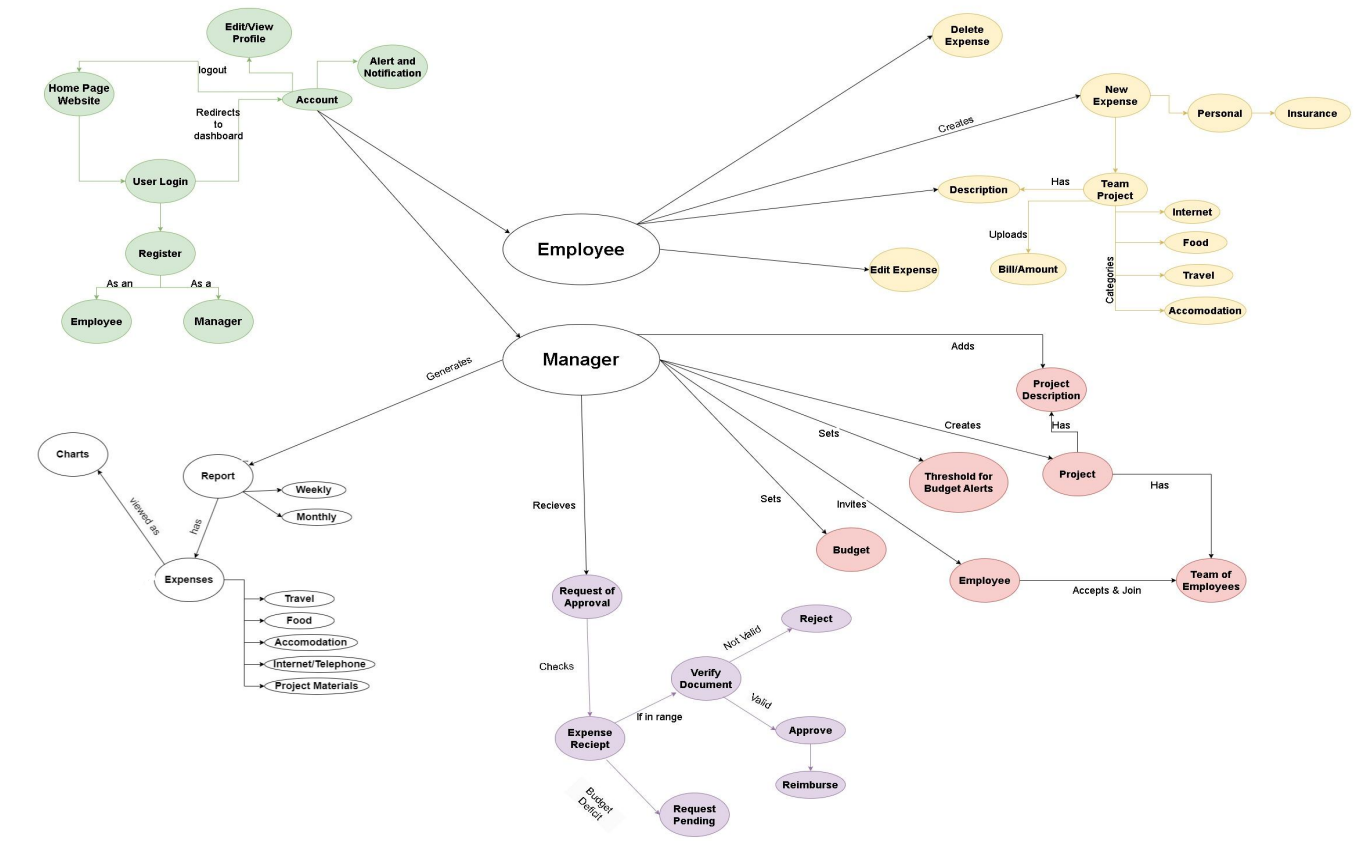 Edit/View
Profile
Delete
Expense
Alert and
Notification
logout
Home Page
Website
Account
New
Expense
Personal
Insurance
Redirects
to
dashboard
Creates
User Login
Description
Has
Team
Project
Internet
Employee
Uploads
Food
Register
Edit Expense
Bill/Amount
Categories
Travel
As an
As a
Accomodation
Employee
Manager
Manager
Adds
Generates
Project
Description
Has
Creates
Sets
Charts
Report
Threshold for
Budget Alerts
Project
Has
Weekly
Monthly
viewed as
has
Recieves
Sets
Invites
Budget
Expenses
Employee
Team of
Employees
Accepts & Join
Travel
Food
Accomodation
Internet/Telephone
Project Materials
Request of
Approval
Reject
Not Valid
Checks
Verify
Document
Valid
If in range
Expense
Reciept
Approve
Reimburse
Budget
Deficit
Request
Pending